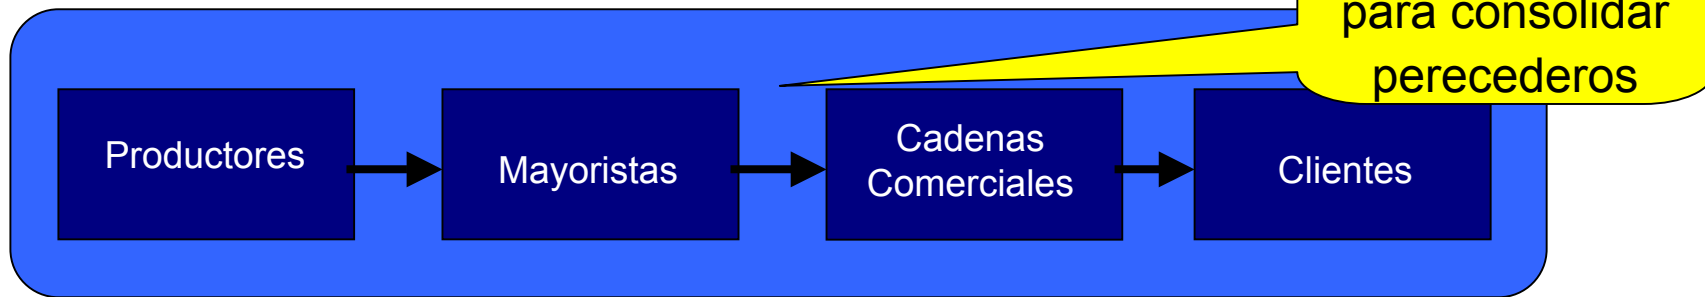 para consolidar
perecederos
Productores
Mayoristas
Cadenas
Comerciales
Clientes